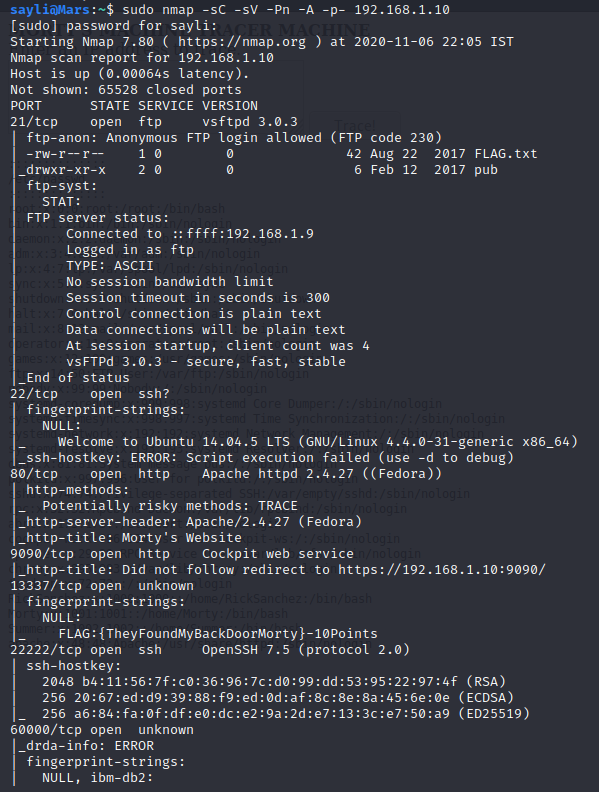 sayli@Mars:~$ sudo nmap -sC -sV -Pn -A -p- 192.168.1.10
[sudo] password for sayli:
Starting Nmap 7.80 ( https://nmap.org ) at 2020-11-06 22:05 IST
Nmap scan report for 192.168.1.10
Host is up (0.00064s latency).
Not shown: 65528 closed ports
PORT      STATE SERVICE VERSION
21/tcp    open  ftp     vsftpd 3.0.3
| ftp-anon: Anonymous FTP login allowed (FTP code 230)
| -rw-r--r--    1 0        0              42 Aug 22  2017 FLAG.txt
|_drwxr-xr-x    2 0        0               6 Feb 12  2017 pub
| ftp-syst:
|   STAT:
| FTP server status:
|      Connected to ::ffff:192.168.1.9
|      Logged in as ftp
|      TYPE: ASCII
|      No session bandwidth limit
|      Session timeout in seconds is 300
|      Control connection is plain text
|      Data connections will be plain text
|      At session startup, client count was 4
|      vsFTPd 3.0.3 - secure, fast, stable
|_End of status
22/tcp    open  ssh?
| fingerprint-strings:
|   NULL:
|_    Welcome to Ubuntu 14.04.5 LTS (GNU/Linux 4.4.0-31-generic x86_64)
|_ssh-hostkey: ERROR: Script execution failed (use -d to debug)
80/tcp    open  http    Apache httpd 2.4.27 ((Fedora))
| http-methods:
|_  Potentially risky methods: TRACE
|_http-server-header: Apache/2.4.27 (Fedora)
|_http-title: Morty's Website
9090/tcp  open  http    Cockpit web service
|_http-title: Did not follow redirect to https://192.168.1.10:9090/
13337/tcp open  unknown
| fingerprint-strings:
|   NULL:
|_    FLAG:{TheyFoundMyBackDoorMorty}-10Points
22222/tcp open  ssh     OpenSSH 7.5 (protocol 2.0)
| ssh-hostkey:
|   2048 b4:11:56:7f:c0:36:96:7c:d0:99:dd:53:95:22:97:4f (RSA)
|   256 20:67:ed:d9:39:88:f9:ed:0d:af:8c:8e:8a:45:6e:0e (ECDSA)
|_  256 a6:84:fa:0f:df:e0:dc:e2:9a:2d:e7:13:3c:e7:50:a9 (ED25519)
60000/tcp open  unknown
|_drda-info: ERROR
| fingerprint-strings:
|   NULL, ibm-db2: